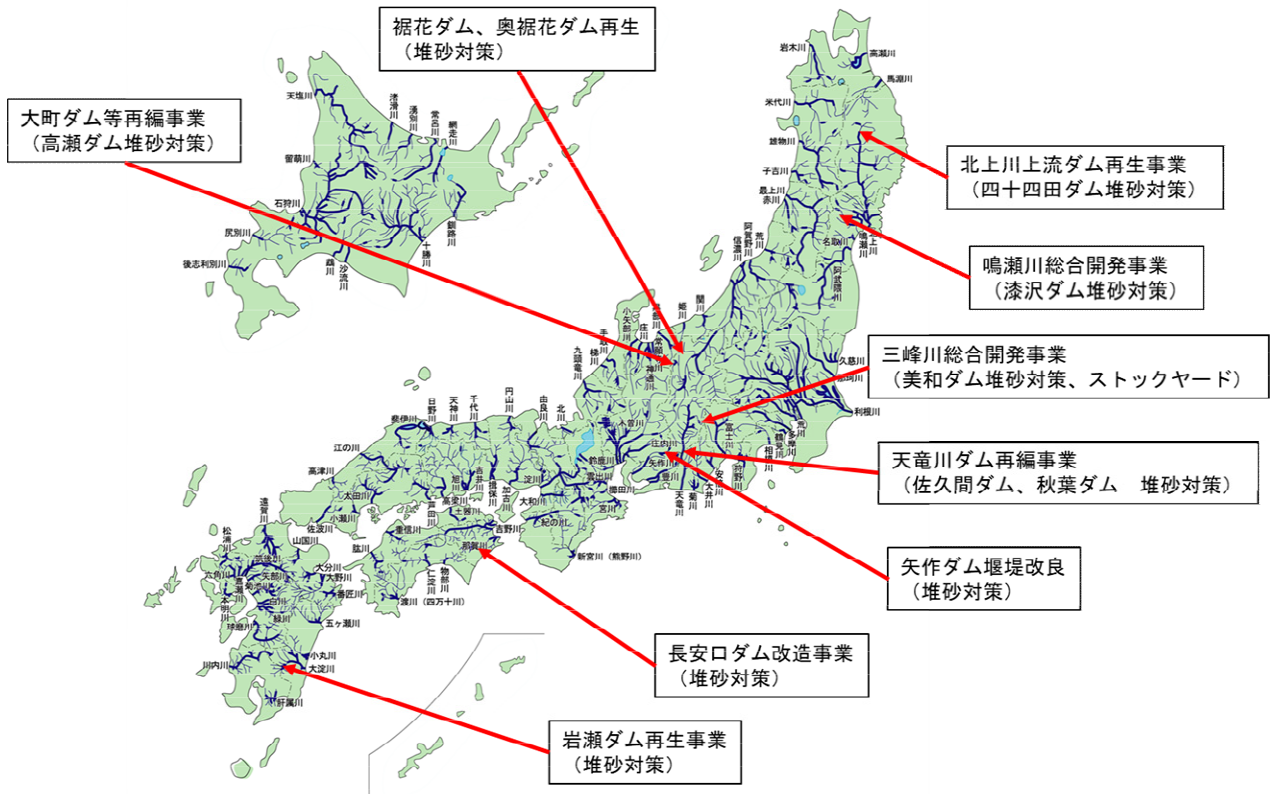 裾花ダム、奥裾花ダム再生
（堆砂対策）
大町ダム等再編事業
（高瀬ダム堆砂対策）
北上川上流ダム再生事業
（四十四田ダム堆砂対策）
鳴瀬川総合開発事業
（漆沢ダム堆砂対策）
三峰川総合開発事業
（美和ダム堆砂対策、ストックヤード）
天竜川ダム再編事業
（佐久間ダム、秋葉ダム　堆砂対策）
矢作ダム堰堤改良
（堆砂対策）
長安口ダム改造事業
（堆砂対策）
岩瀬ダム再生事業
（堆砂対策）
天塩川
渚滑川
湧別川
常呂川
網走川
留萌川
石狩川
尻別川
後志利別川
鵡川
沙流川
十勝川
釧路川
岩木川
高瀬川
馬淵川
米代川
雄物川
子吉川
最上川
赤川
荒川
阿賀野川
信濃川
名取川
鳴瀬川
阿武隈川
関川
姫川
庄川
小矢部川
神通川
手取川
梯川
九頭竜川
久慈川
利根川
荒川
多摩川
鶴見川
相模川
富士川
狩野川
大井川
菊川
天竜川
豊川
矢作川
庄内川
木曽川
鈴鹿川
雲出川
櫛田川
宮川
北川
由良川
円山川
千代川
天神川
日野川
斐伊川
江の川
高津川
太田川
小瀬川
佐波川
芦田川
高梁川
旭川
吉井川
揖保川
加古川
淀川
大和川
紀の川
新宮川（熊野川）
土器川
重信川
吉野川
那賀川
物部川
仁淀川
渡川（四万十川）
肱川
遠賀川
松浦川
山国川
筑後川
六角川
嘉瀬川
矢部川
菊池川
本明川
白川
緑川
球磨川
大分川
大野川
番匠川
五ヶ瀬川
小丸川
大淀川
川内川
肝属川